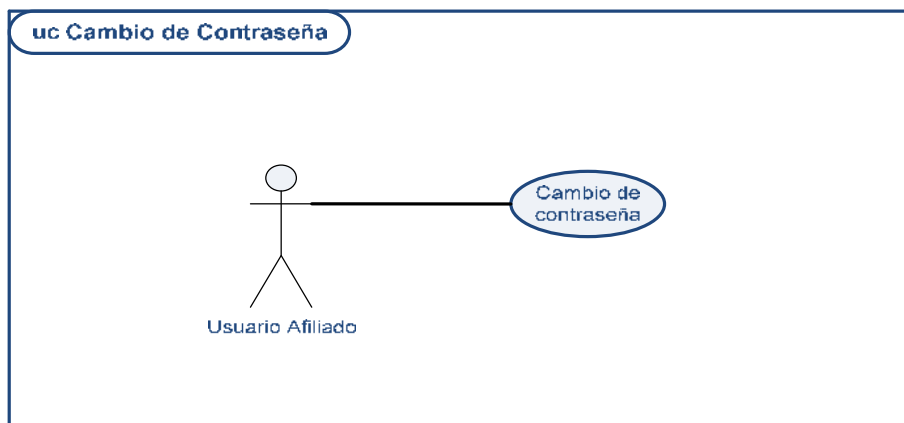 uc Cambio de Contraseña
Cambio de
contraseña
Usuario Afiliado